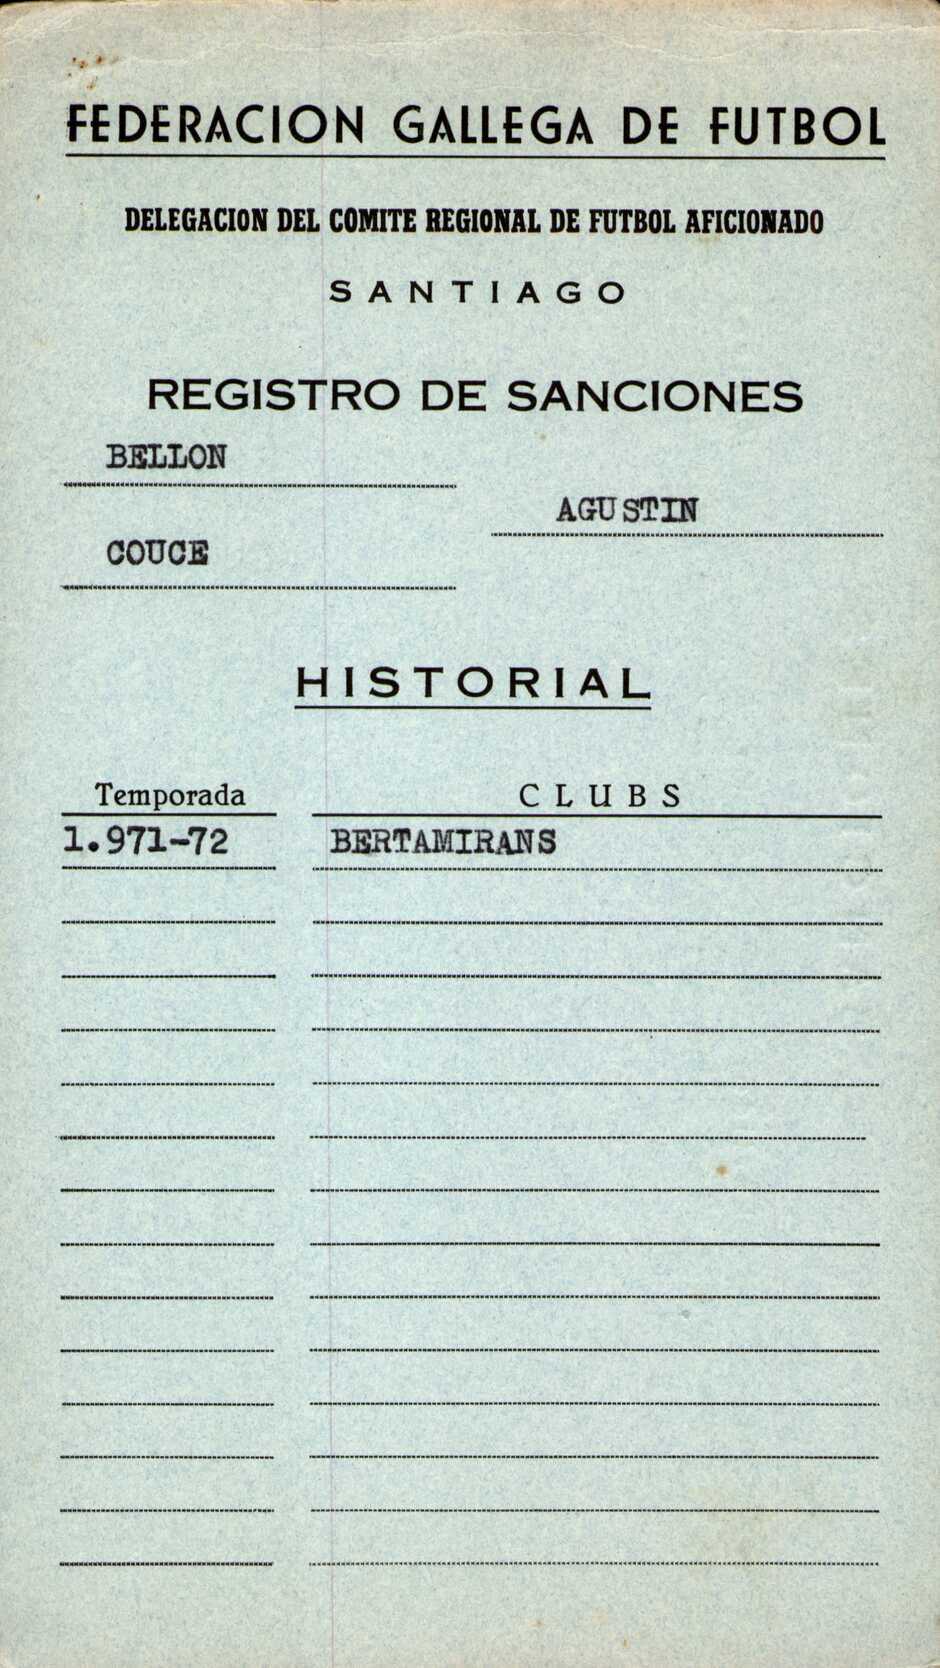 FEDERACION GALLEGA DE FUTBOL
DELEGACION DEL COMITE REGIONAL DE FUTBOL AFICIONADO
SANTIAGO
REGISTRO DE SANCIONES
BELLON
AGUSTIN
COUCE
HISTORIAL
Temporada CLUBS
1.971-72 BERTAMIRANS